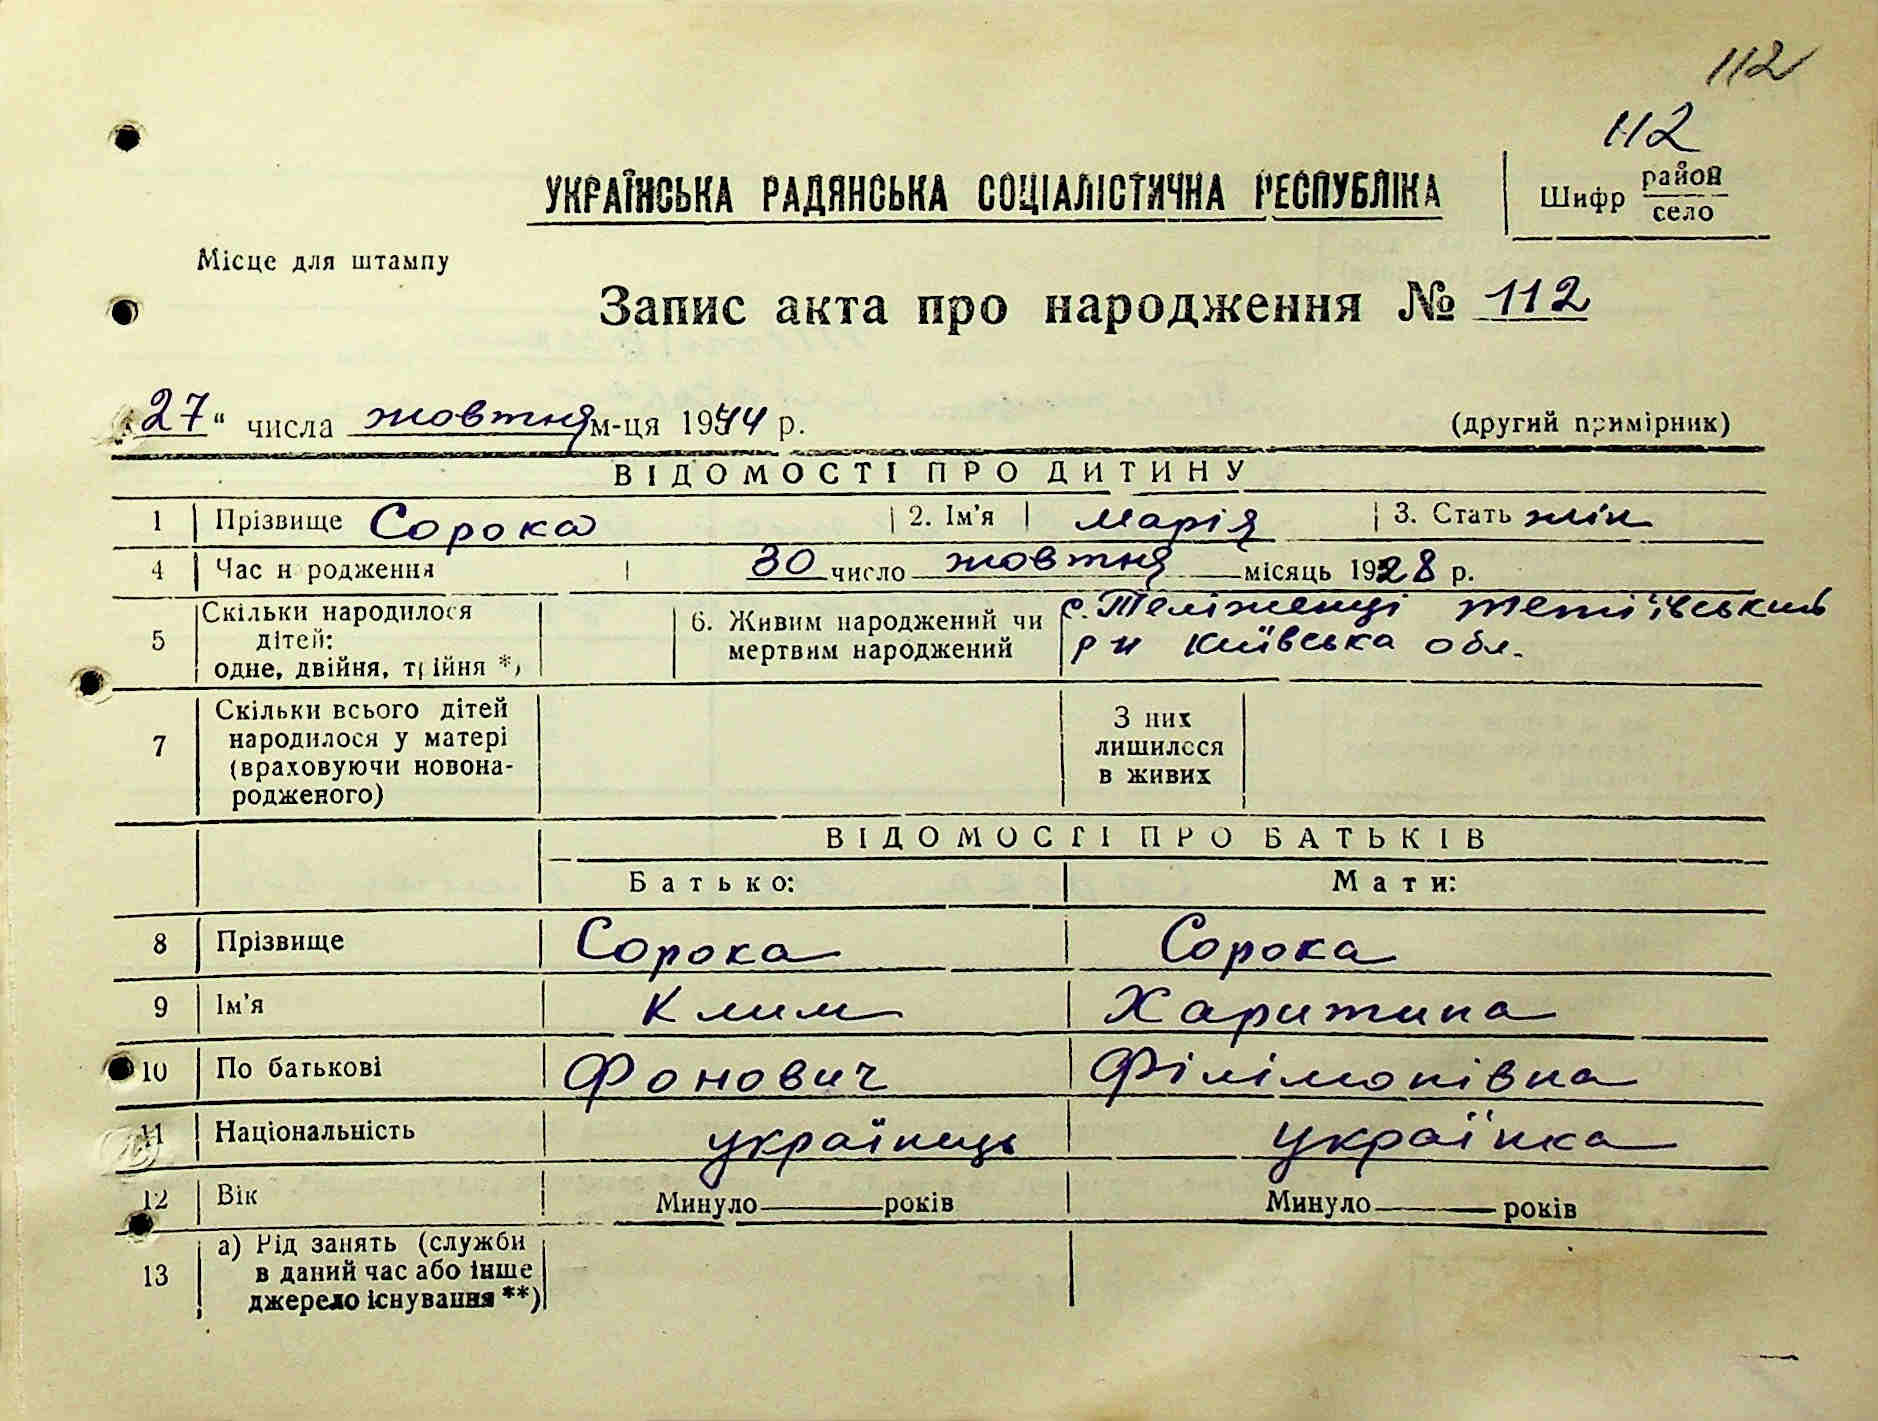 112
112
УКРАЇНСЬКА РАДЯНСЬКА СОЦІАЛІСТИЧНА РЕСПУБЛІКА
Шифр район
село
Місце для штампу
Запис акта про народження № 112
27 " числа жовтня м-ця 1944 р.
(другий примірник)
ВІДОМОСТІ ПРО ДИТИНУ
1 Прізвище Сорока 2. Ім'я Марія 3. Стать жін
4 Час народження 30 число жовтня місяць 1928 р.
5 Скільки народилося дітей: одне, двійня, трійня *)
6. Живим народжений чи мертвим народжений
с. Теліженці тетіївський
р н Київська обл.
7 Скільки всього дітей народилося у матері (враховуючи новонародженого)
З них лишилося в живих
ВІДОМОСТІ ПРО БАТЬКІВ
Батько: Мати:
8 Прізвище Сорока Сорока
9 Ім'я Клим Харитина
10 По батькові Фонович Філімонівна
11 Національність українець українка
12 Вік Минуло років Минуло років
13 а) Рід занять (служби в даний час або інше джерело існування **)